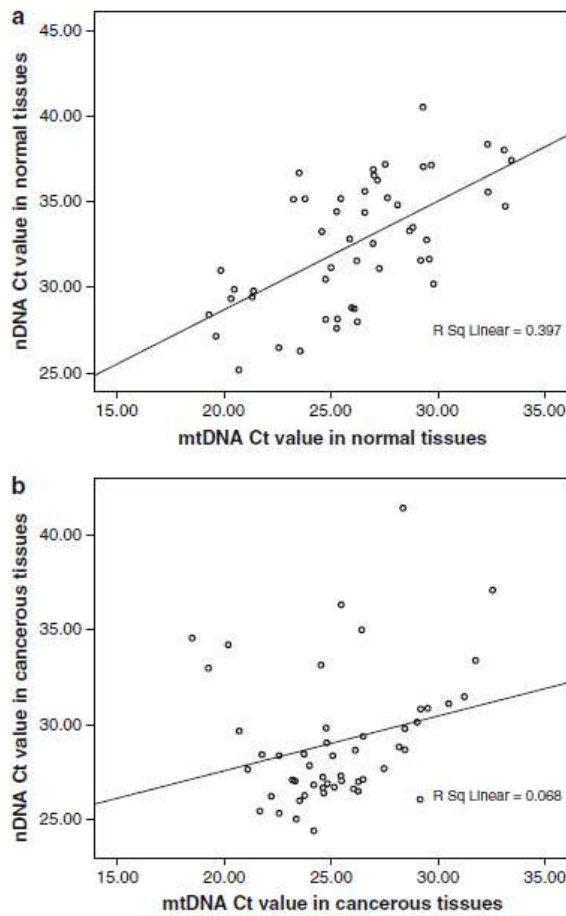 a
45.00
40.00
35.00
30.00
25.00
nDNA Ct value in normal tissues
R Sq Linear = 0.397
15.00 20.00 25.00 30.00 35.00
mtDNA Ct value in normal tissues
b
40.00
35.00
30.00
25.00
nDNA Ct value in cancerous tissues
R Sq Linear = 0.068
15.00 20.00 25.00 30.00 35.00
mtDNA Ct value in cancerous tissues